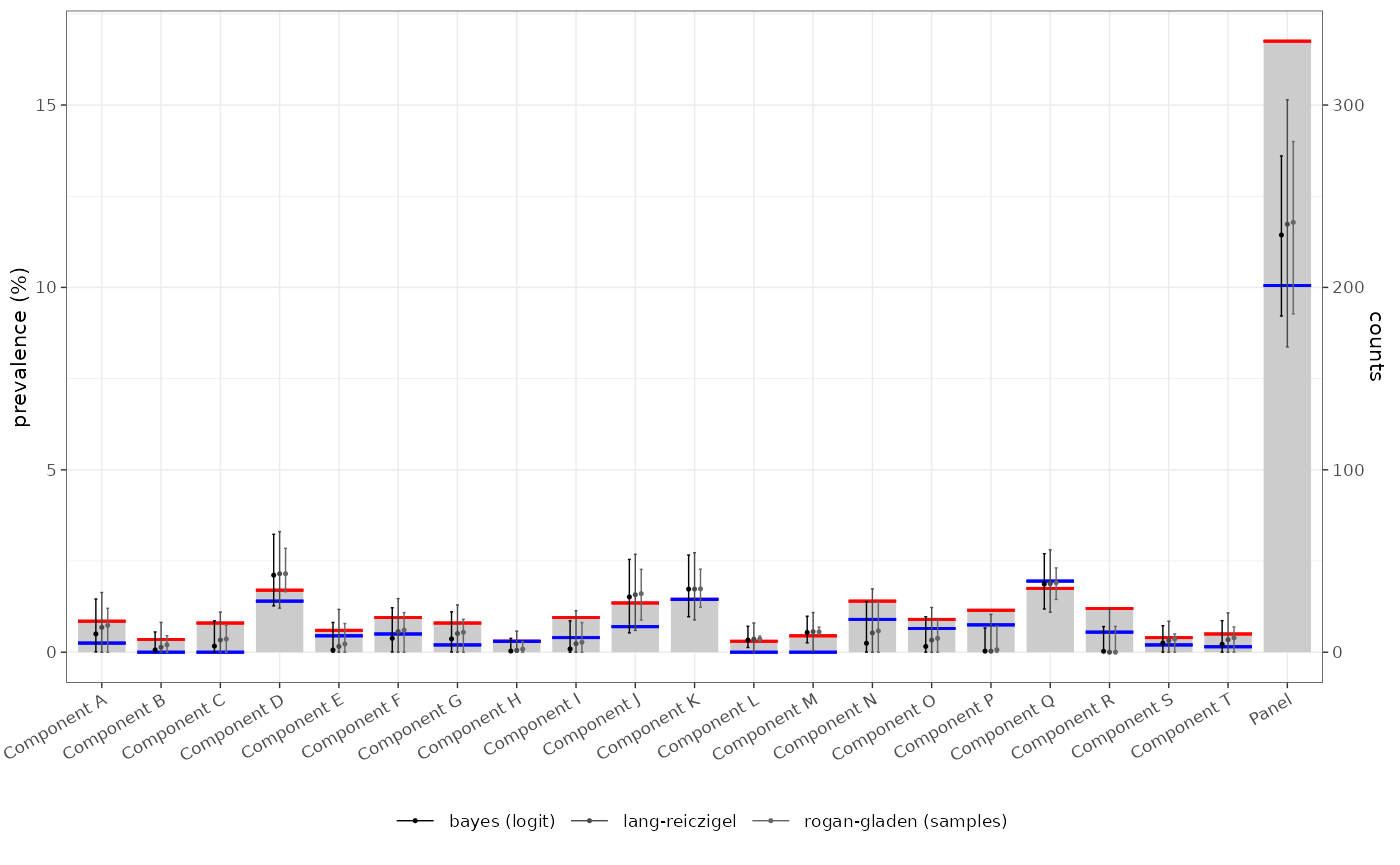 prevalence (%)
15
10
5
0
300
200
100
0
counts
Component A
Component B
Component C
Component D
Component E
Component F
Component G
Component H
Component I
Component J
Component K
Component L
Component M
Component N
Component O
Component P
Component Q
Component R
Component S
Component T
Panel
bayes (logit) lang-reiczigel rogan-gladen (samples)